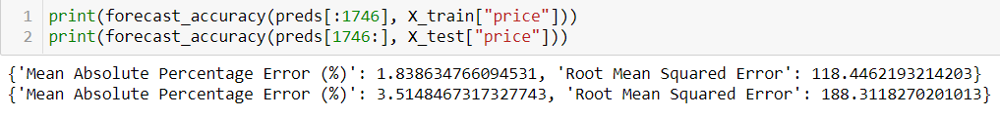 1 print(forecast_accuracy(preds[:1746], X_train["price"]))
2 print(forecast_accuracy(preds[1746:], X_test["price"]))
{'Mean Absolute Percentage Error (%)': 1.838634766094531, 'Root Mean Squared Error': 118.4462193214203}
{'Mean Absolute Percentage Error (%)': 3.5148467317327743, 'Root Mean Squared Error': 188.3118270201013}